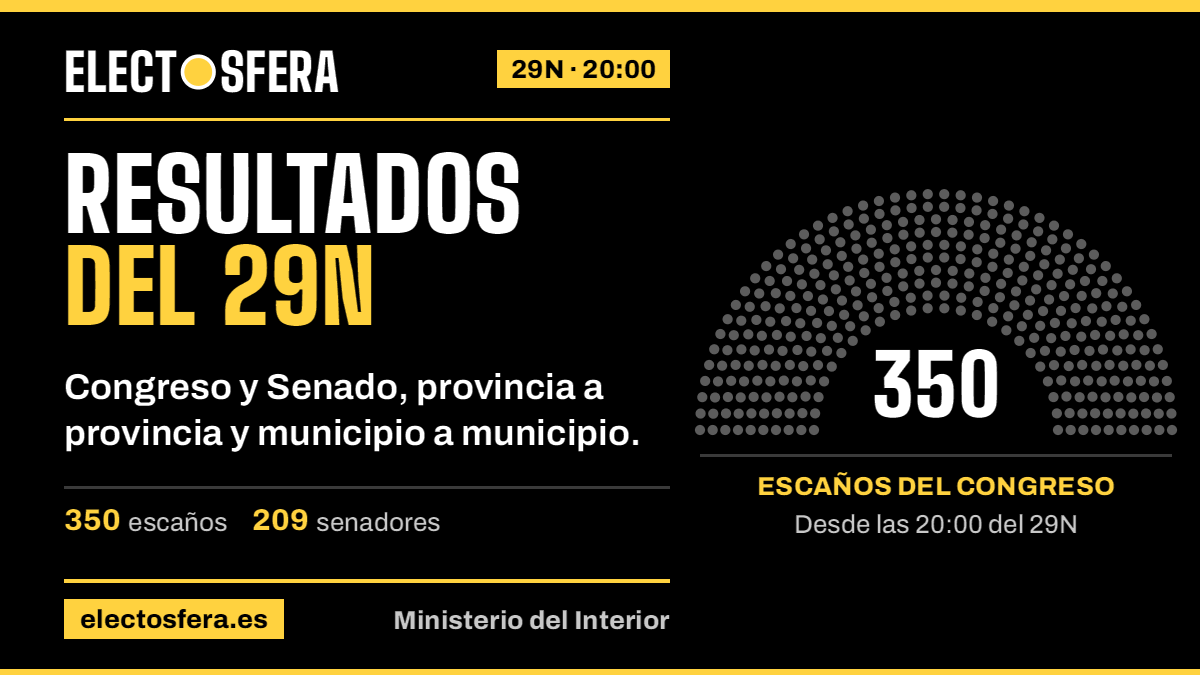 ELECTOSFERA
29N · 20:00
RESULTADOS
DEL 29N
Congreso y Senado, provincia a
provincia y municipio a municipio.
350 escaños 209 senadores
electosfera.es
Ministerio del Interior
350
ESCAÑOS DEL CONGRESO
Desde las 20:00 del 29N